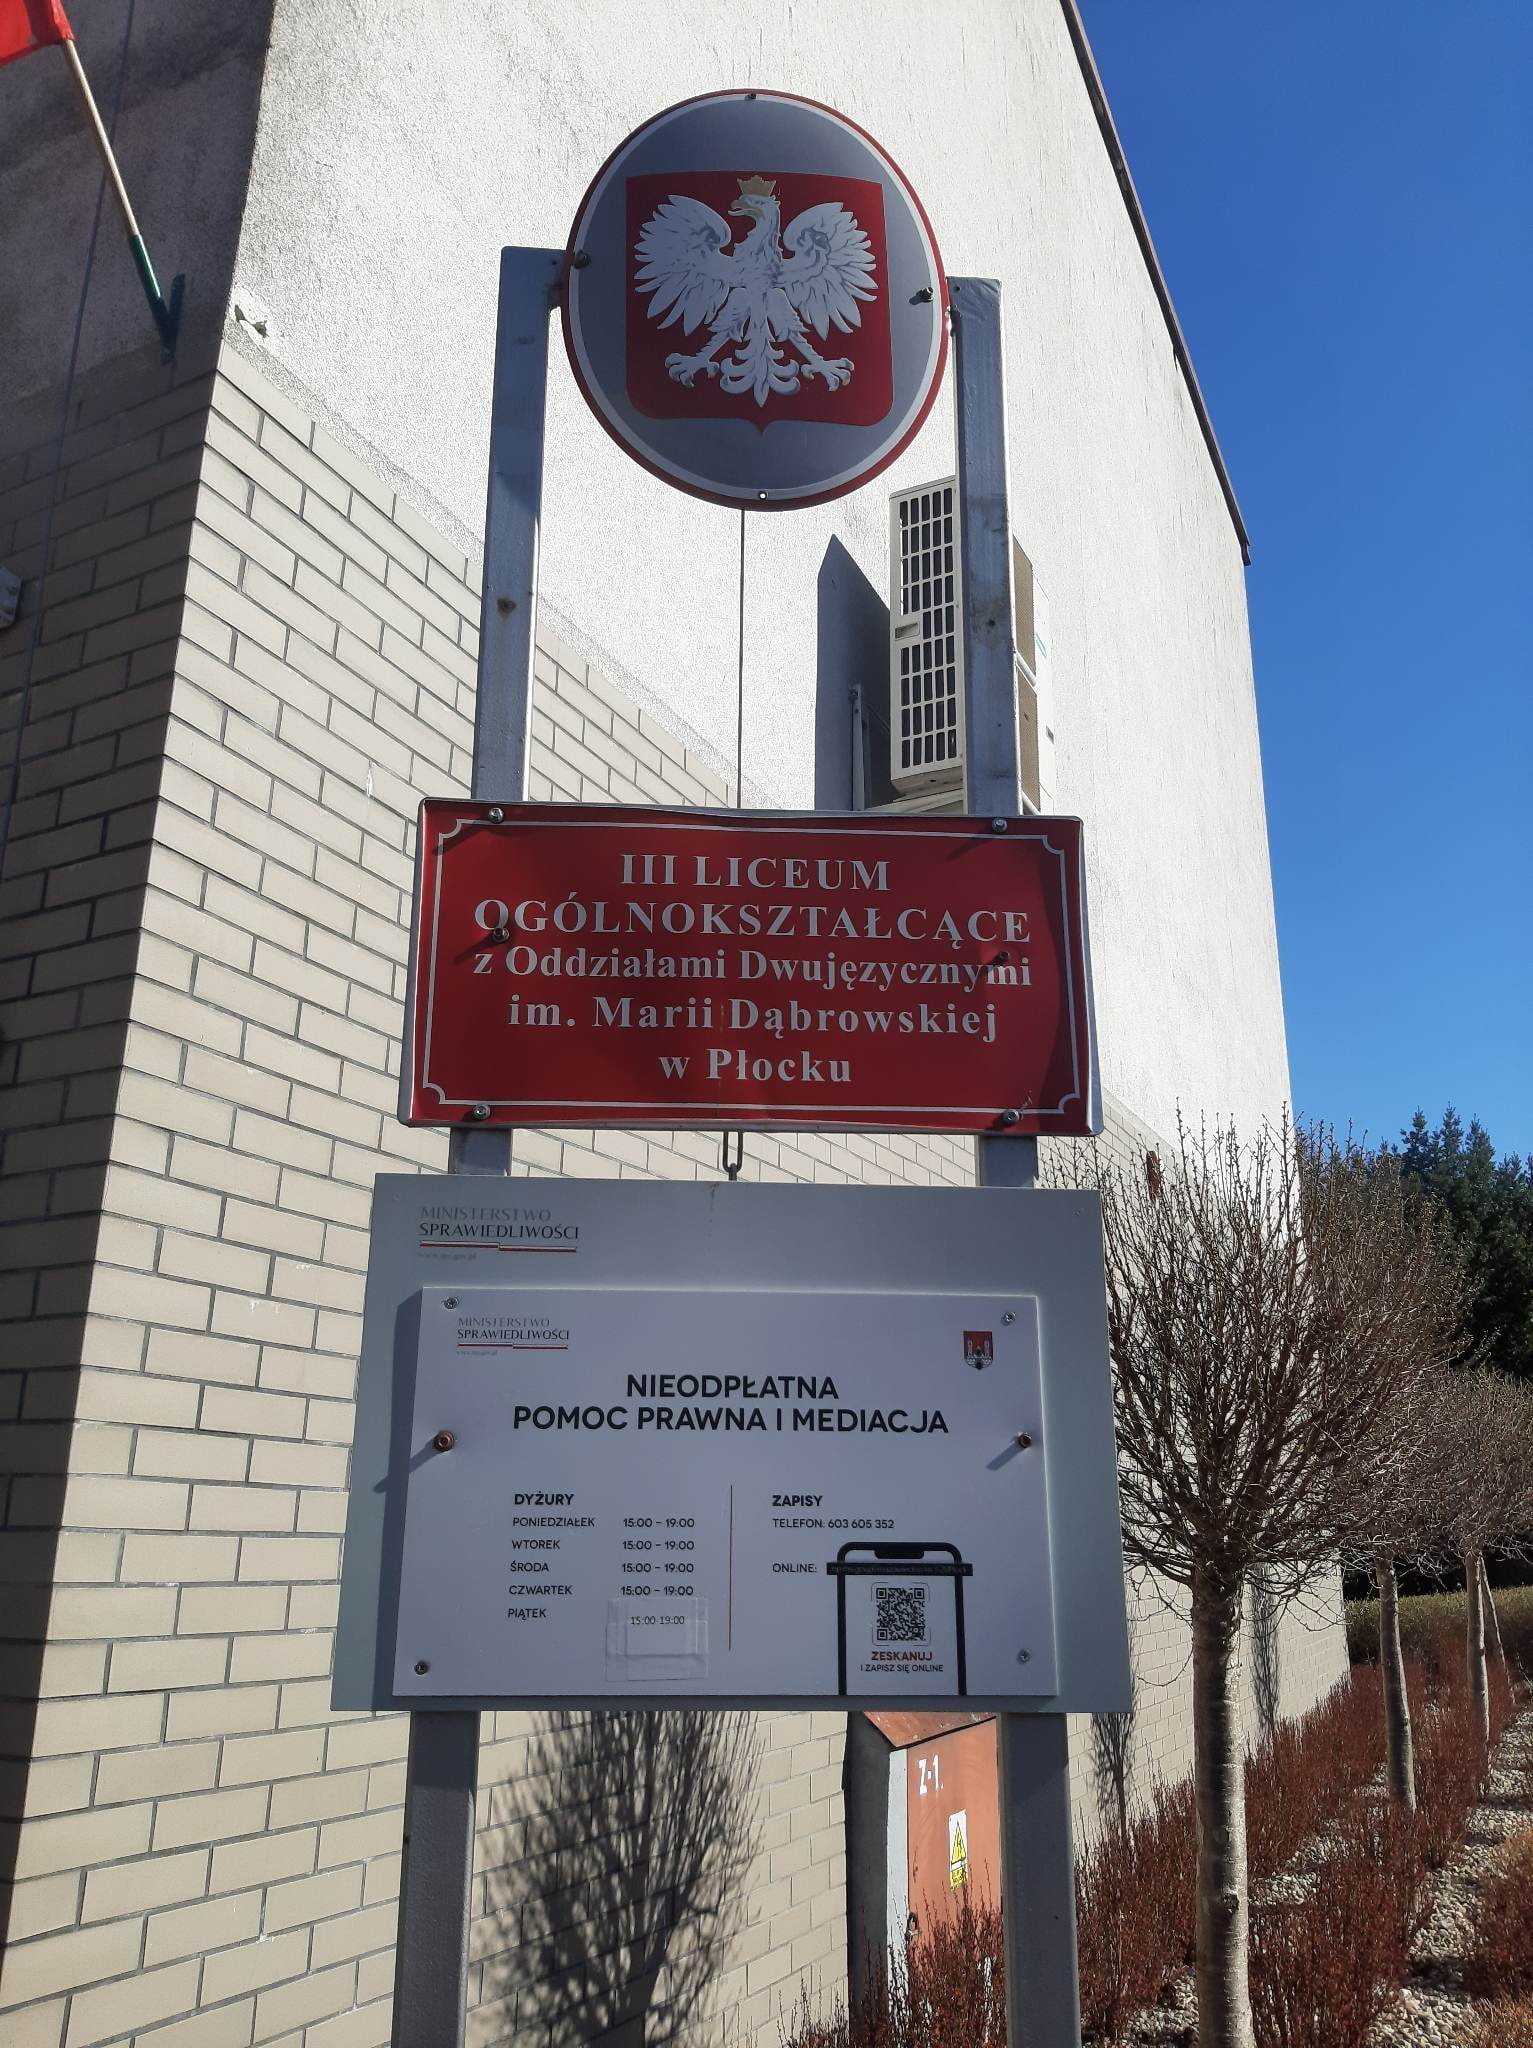 III LICEUM
OGÓLNOKSZTAŁCĄCE
z Oddziałami Dwujęzycznymi
im. Marii Dąbrowskiej
w Płocku
MINISTERSTWO
SPRAWIEDLIWOŚCI
MINISTERSTWO
SPRAWIEDLIWOŚCI
NIEODPŁATNA
POMOC PRAWNA I MEDIACJA
DYŻURY
PONIEDZIAŁEK 15:00 – 19:00
WTOREK 15:00 – 19:00
ŚRODA 15:00 – 19:00
CZWARTEK 15:00 – 19:00
PIĄTEK 15:00-19:00
ZAPISY
TELEFON: 603 605 352
ONLINE:
ZESKANUJ
I ZAPISZ SIĘ ONLINE
Z-1